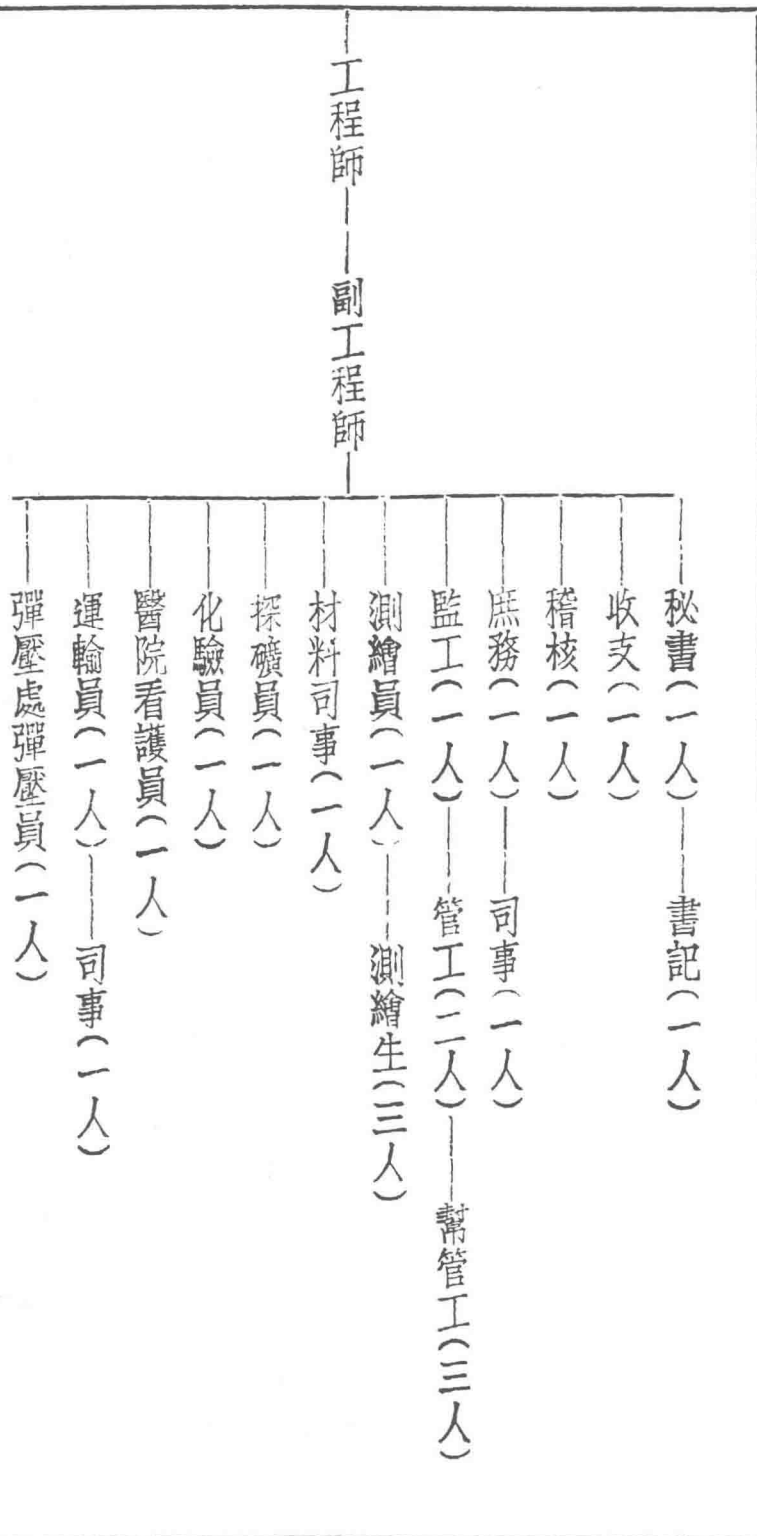 工程師——副工程師
秘書(一人)——書記(一人)
收支(一人)
稽核(一人)
庶務(一人)——司事(一人)
監工(一人)——管工(二人)——幫管工(三人)
測繪員(一人)——測繪生(三人)
材料司事(一人)
探礦員(一人)
化驗員(一人)
醫院看護員(一人)
運輸員(一人)——司事(一人)
彈壓處彈壓員(一人)